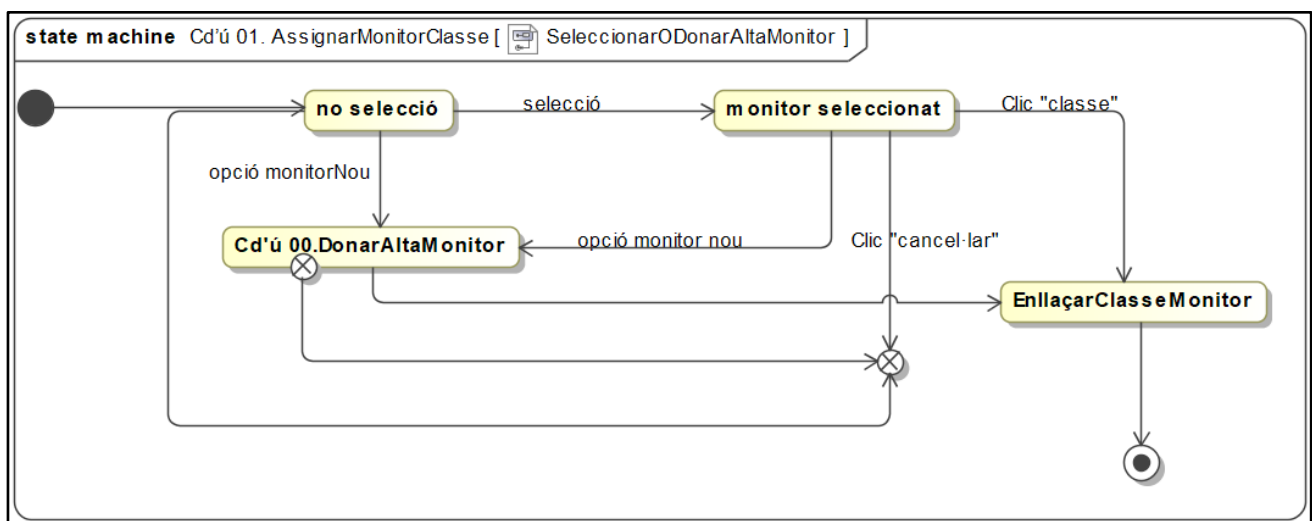 state machine Cd'ú 01. AssignarMonitorClasse [ SeleccionarODonarAltaMonitor ]
no selecció
selecció
monitor seleccionat
Clic "classe"
opció monitorNou
Cd'ú 00.DonarAltaMonitor
opció monitor nou
Clic "cancel·lar"
EnllaçarClasseMonitor